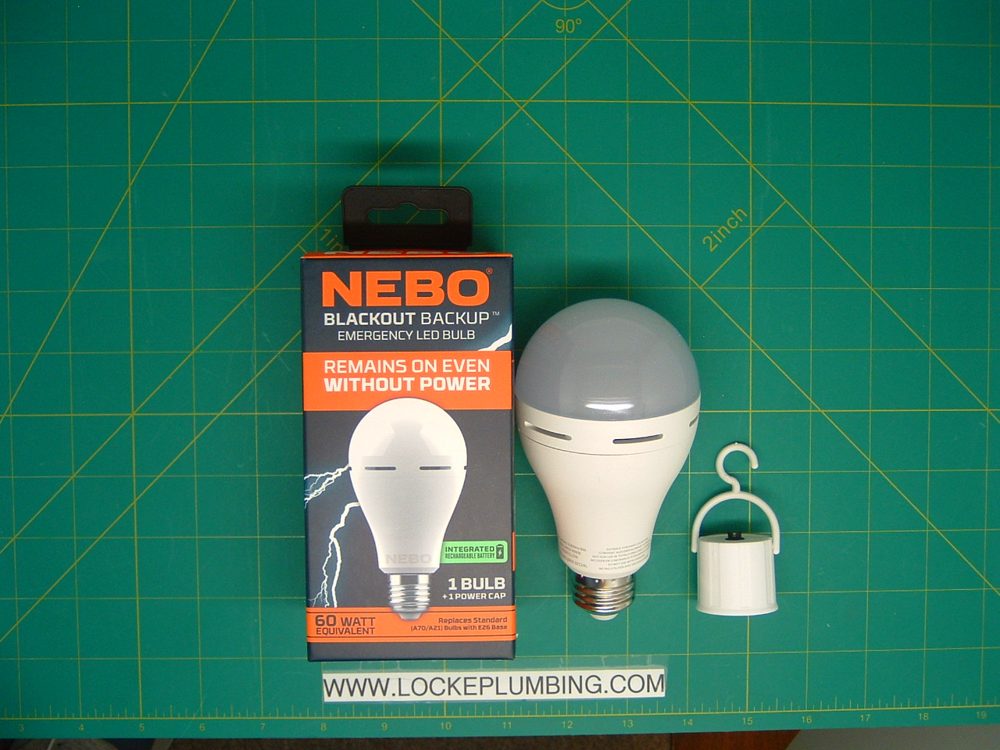 90°
2inch
NEBO®
BLACKOUT BACKUP™
EMERGENCY LED BULB
REMAINS ON EVEN
WITHOUT POWER
NEBO
INTEGRATED
RECHARGEABLE BATTERY
1 BULB
+ 1 POWER CAP
60 WATT
EQUIVALENT
Replaces Standard
(A70/A21) Bulbs with E26 Base
WWW.LOCKEPLUMBING.COM
3 4 5 6 7 8 9 10 11 12 13 14 15 16 17 18 19